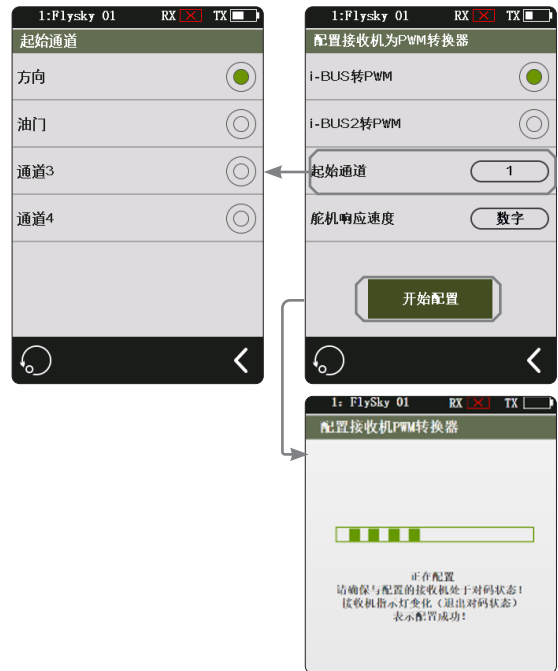 1:Flysky 01 RX TX
起始通道
方向
油门
通道3
通道4
1:Flysky 01 RX TX
配置接收机为PWM转换器
i-BUS转PWM
i-BUS2转PWM
起始通道 1
舵机响应速度 数字
开始配置
1: FlySky 01 RX TX
配置接收机PWM转换器
正在配置
请确保与配置的接收机处于对码状态!
接收机指示灯变化（退出对码状态）
表示配置成功!